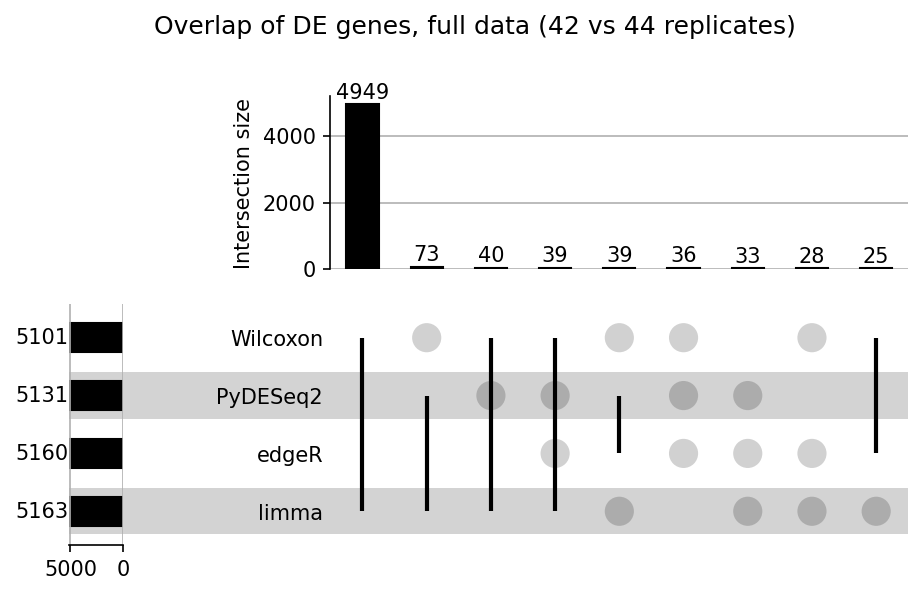 Overlap of DE genes, full data (42 vs 44 replicates)
4949
Intersection size
4000
2000
0
73
40
39
39
36
33
28
25
5101
Wilcoxon
5131
PyDESeq2
5160
edgeR
5163
limma
5000 0